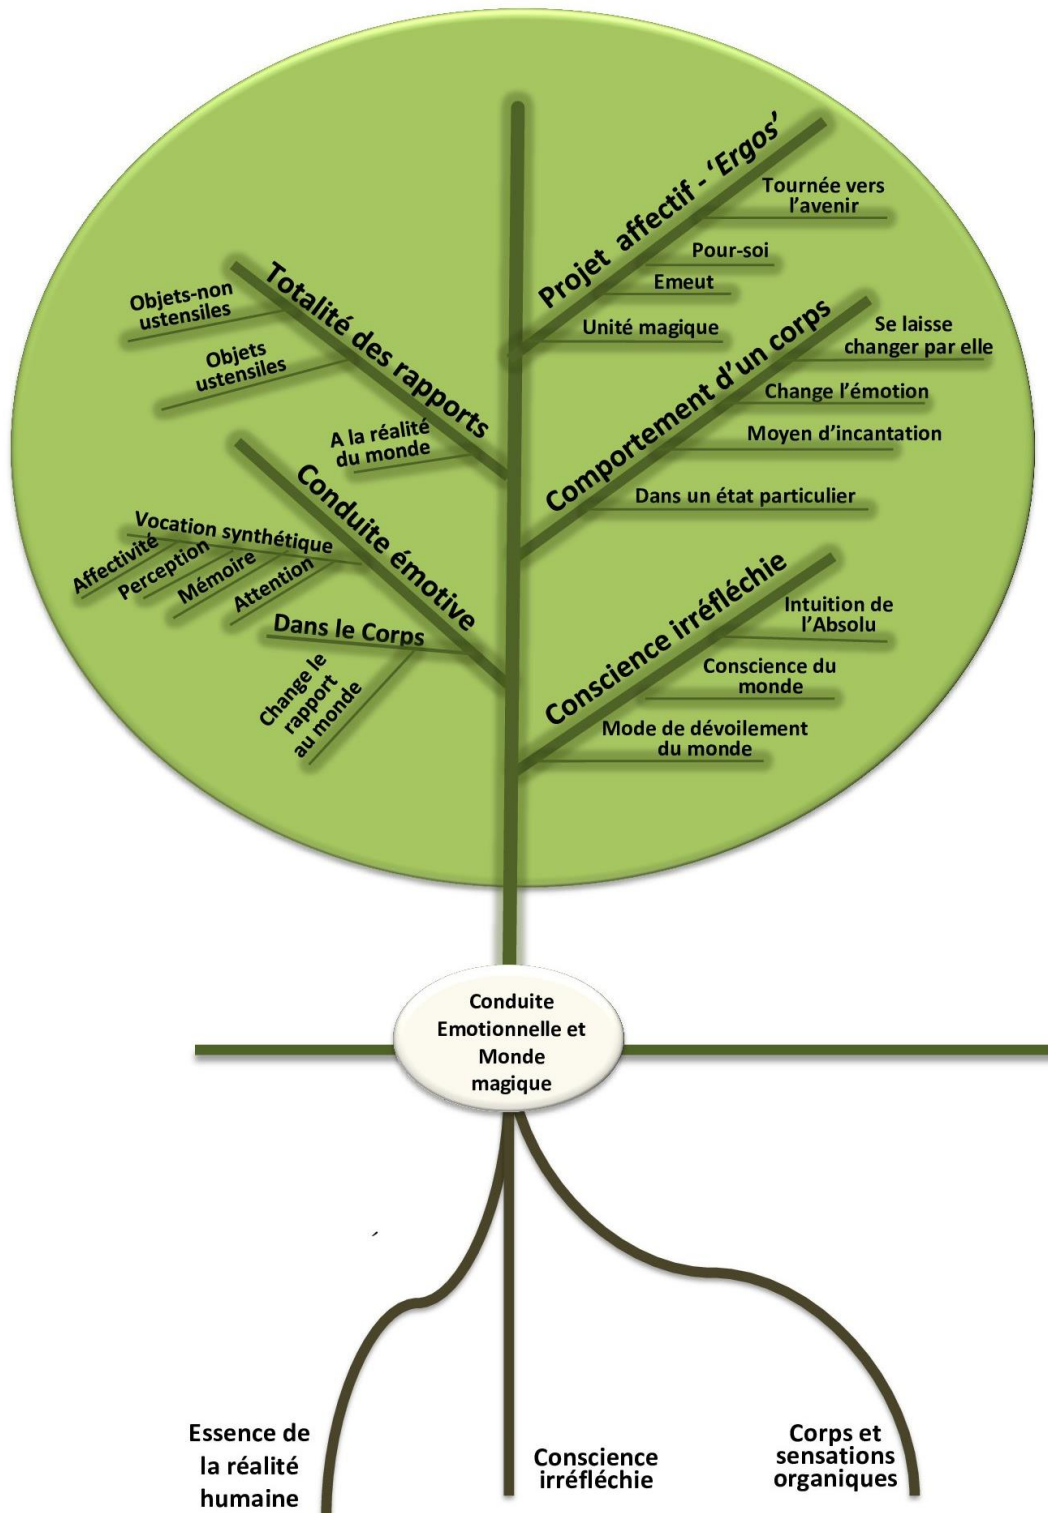 Projet affectif - ‘Ergos’
Tournée vers
l’avenir
Pour-soi
Emeut
Unité magique
Totalité des rapports
Objets-non
ustensiles
Objets
ustensiles
A la réalité
du monde
Comportement d’un corps
Se laisse
changer par elle
Change l’émotion
Moyen d’incantation
Dans un état particulier
Conduite émotive
Vocation synthétique
Affectivité
Perception
Mémoire
Attention
Dans le Corps
Change le
rapport
au monde
Conscience irréfléchie
Intuition de
l’Absolu
Conscience du
monde
Mode de dévoilement
du monde
Conduite
Emotionnelle et
Monde
magique
Essence de
la réalité
humaine
Conscience
irréfléchie
Corps et
sensations
organiques